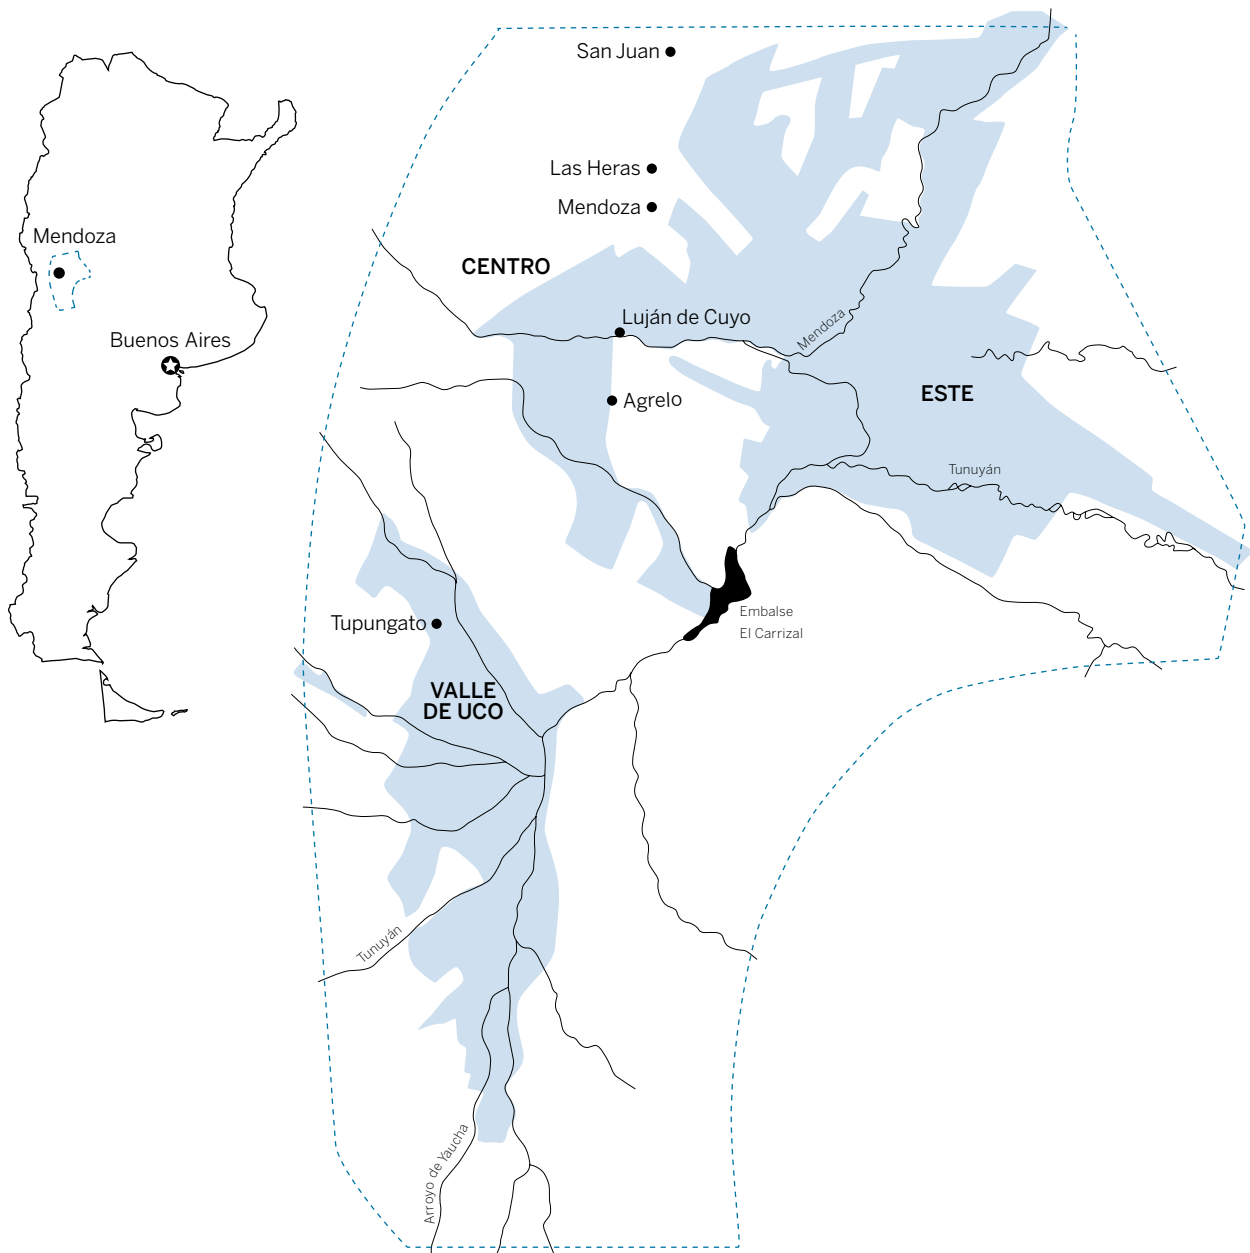 Mendoza
Buenos Aires
San Juan
Las Heras
Mendoza
CENTRO
Luján de Cuyo
Mendoza
Agrelo
ESTE
Tunuyán
Embalse
El Carrizal
Tupungato
VALLE
DE UCO
Tunuyán
Arroyo de Yaucha